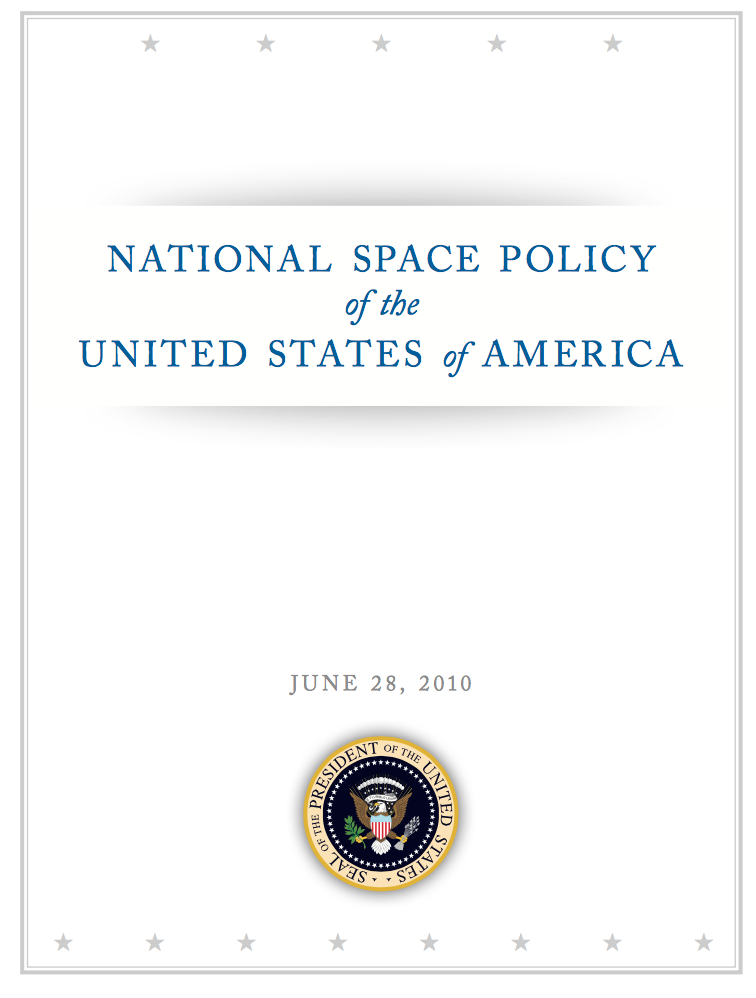 NATIONAL SPACE POLICY
of the
UNITED STATES of AMERICA
JUNE 28, 2010
SEAL OF THE PRESIDENT OF THE UNITED STATES